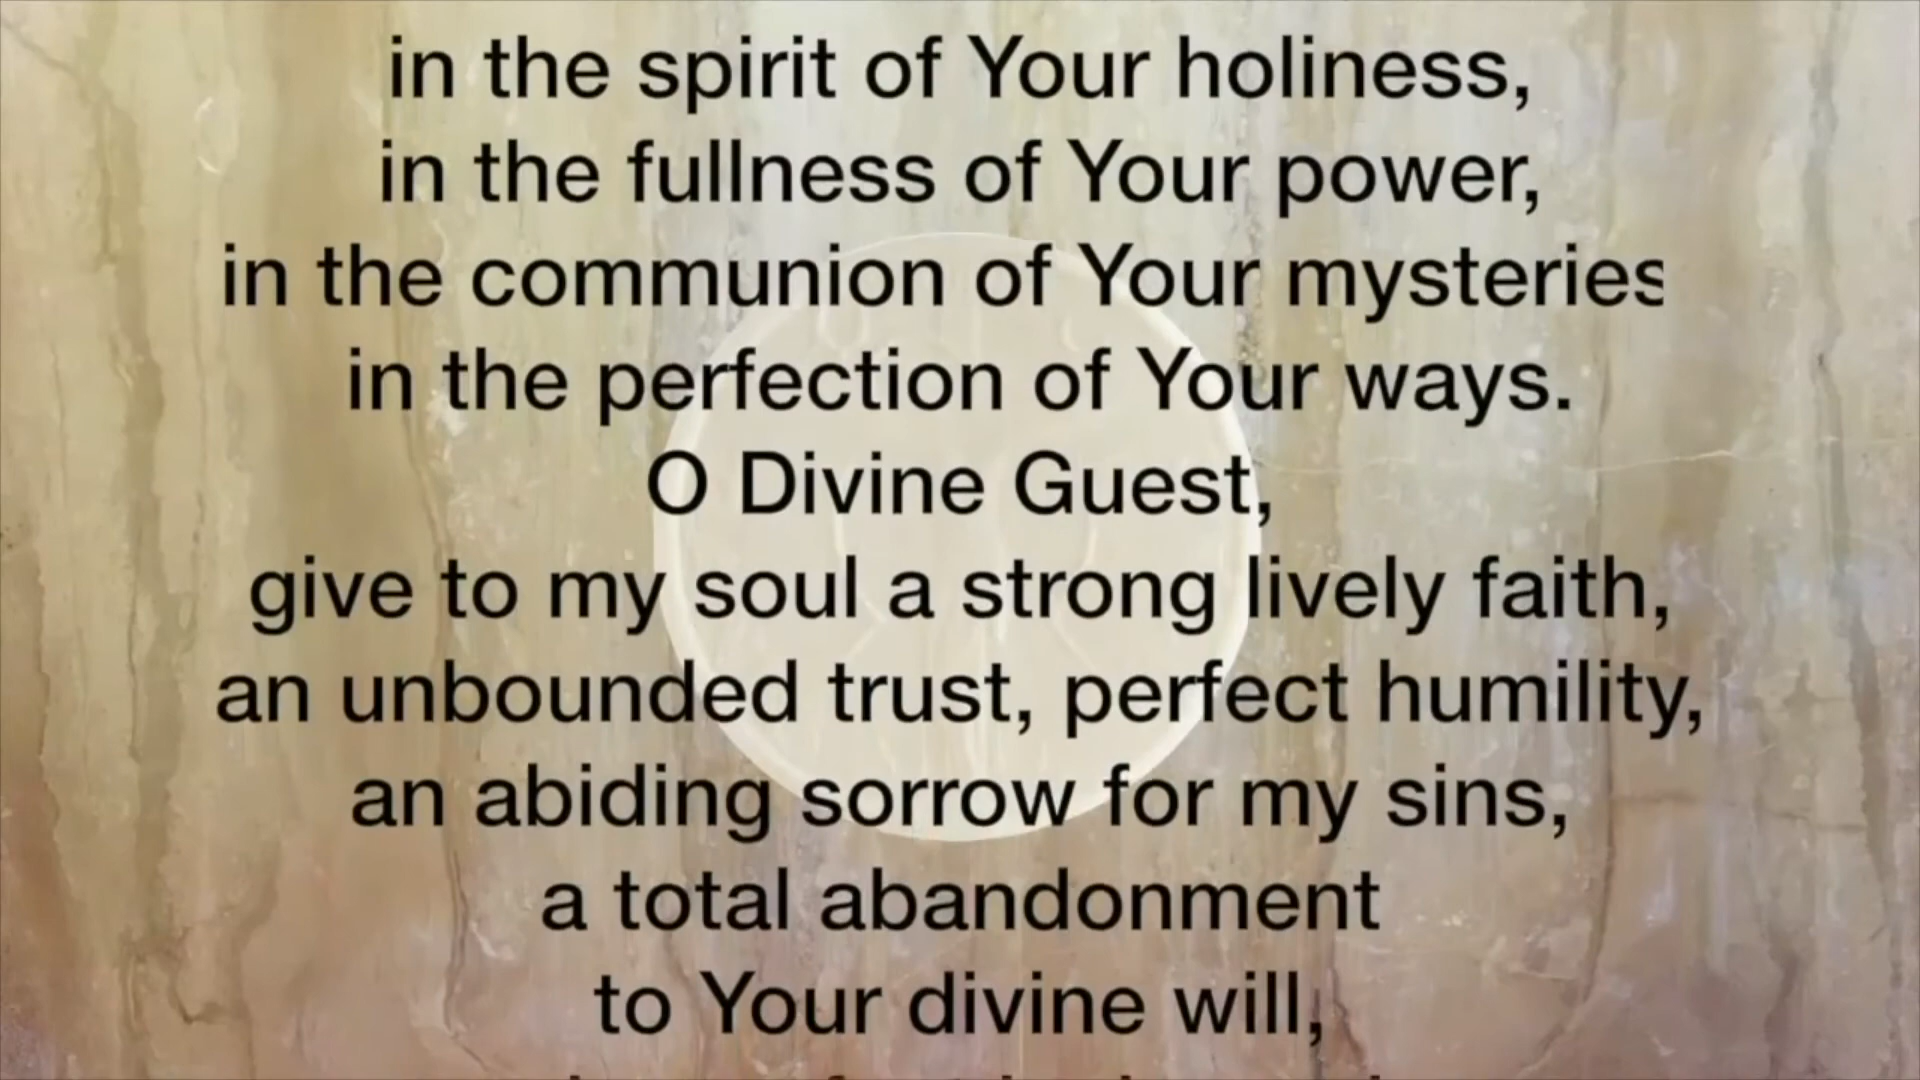 in the spirit of Your holiness,
in the fullness of Your power,
in the communion of Your mysteries
in the perfection of Your ways.
O Divine Guest,
give to my soul a strong lively faith,
an unbounded trust, perfect humility,
an abiding sorrow for my sins,
a total abandonment
to Your divine will,